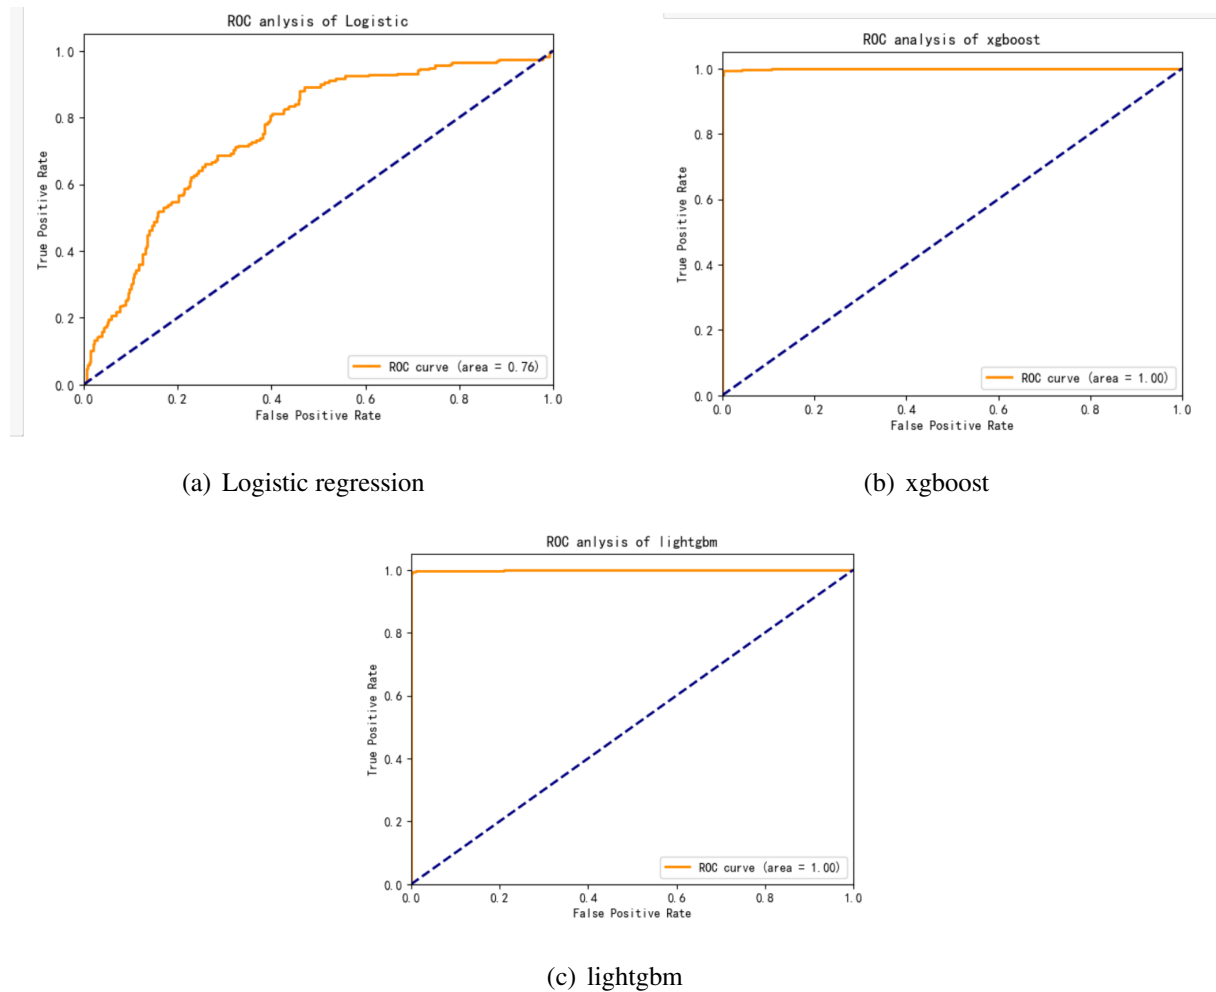 ROC anlysis of Logistic
True Positive Rate
1.0
0.8
0.6
0.4
0.2
0.0
ROC curve (area = 0.76)
0.0 0.2 0.4 0.6 0.8 1.0
False Positive Rate
(a) Logistic regression
ROC analysis of xgboost
True Positive Rate
1.0
0.8
0.6
0.4
0.2
0.0
ROC curve (area = 1.00)
0.0 0.2 0.4 0.6 0.8 1.0
False Positive Rate
(b) xgboost
ROC anlysis of lightgbm
True Positive Rate
1.0
0.8
0.6
0.4
0.2
0.0
ROC curve (area = 1.00)
0.0 0.2 0.4 0.6 0.8 1.0
False Positive Rate
(c) lightgbm